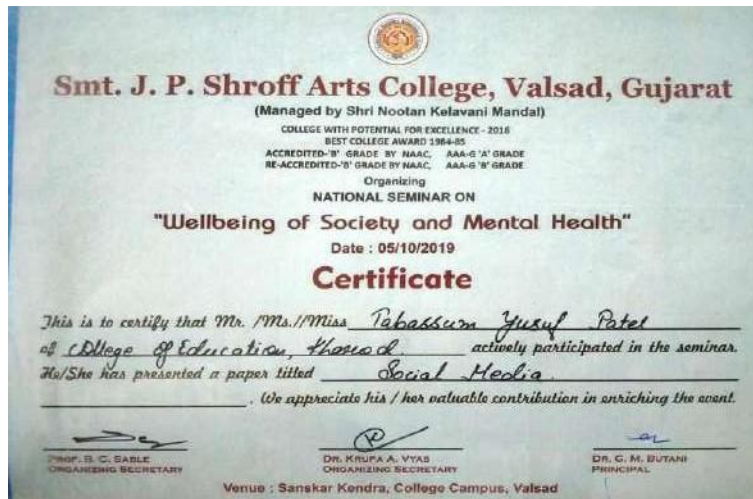 Smt. J. P. Shroff Arts College, Valsad, Gujarat
(Managed by Shri Nootan Kelavani Mandal)
COLLEGE WITH POTENTIAL FOR EXCELLENCE - 2016
BEST COLLEGE AWARD 1984-85
ACCREDITED-'B' GRADE BY NAAC, AAA-G 'A' GRADE
RE-ACCREDITED-'B' GRADE BY NAAC, AAA-G 'B' GRADE
Organizing
NATIONAL SEMINAR ON
"Wellbeing of Society and Mental Health"
Date : 05/10/2019
Certificate
This is to certify that Mr. /Ms.//Miss Tabassum Yusuf Patel
of College of Education, actively participated in the seminar.
He/She has presented a paper titled Social Media.
. We appreciate his / her valuable contribution in enriching the event.
PROF. B. C. SABLE DR. KRUPA A. VYAS DR. G. M. BUTANI
ORGANIZING SECRETARY ORGANIZING SECRETARY PRINCIPAL
Venue : Sanskar Kendra, College Campus, Valsad